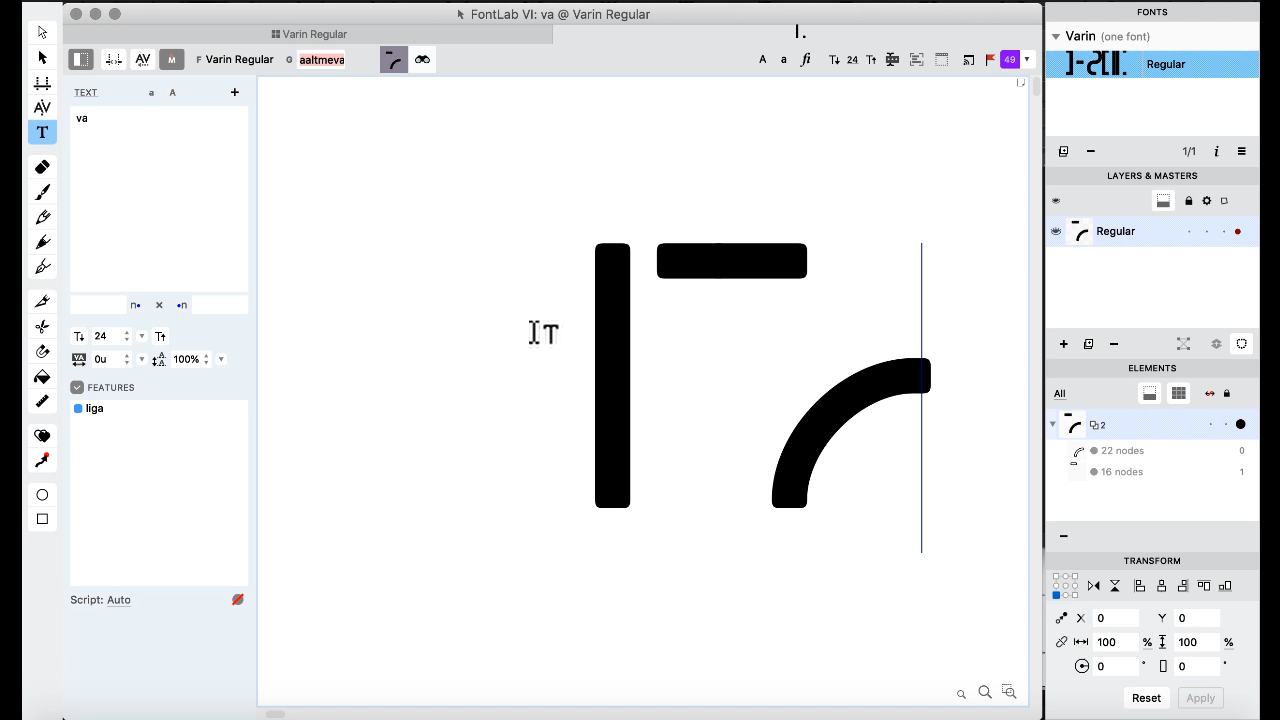 FontLab VI: va @ Varin Regular
Varin Regular
F Varin Regular G aaltmeva
A a fi 24 49
TEXT a A +
va
n• × •n
24
0u 100%
FEATURES
liga
Script: Auto
FONTS
Varin (one font)
Regular
1/1
LAYERS & MASTERS
Regular
ELEMENTS
All
2
22 nodes 0
16 nodes 1
TRANSFORM
X 0 Y 0
100 % 100 %
0 ° 0 °
Reset Apply